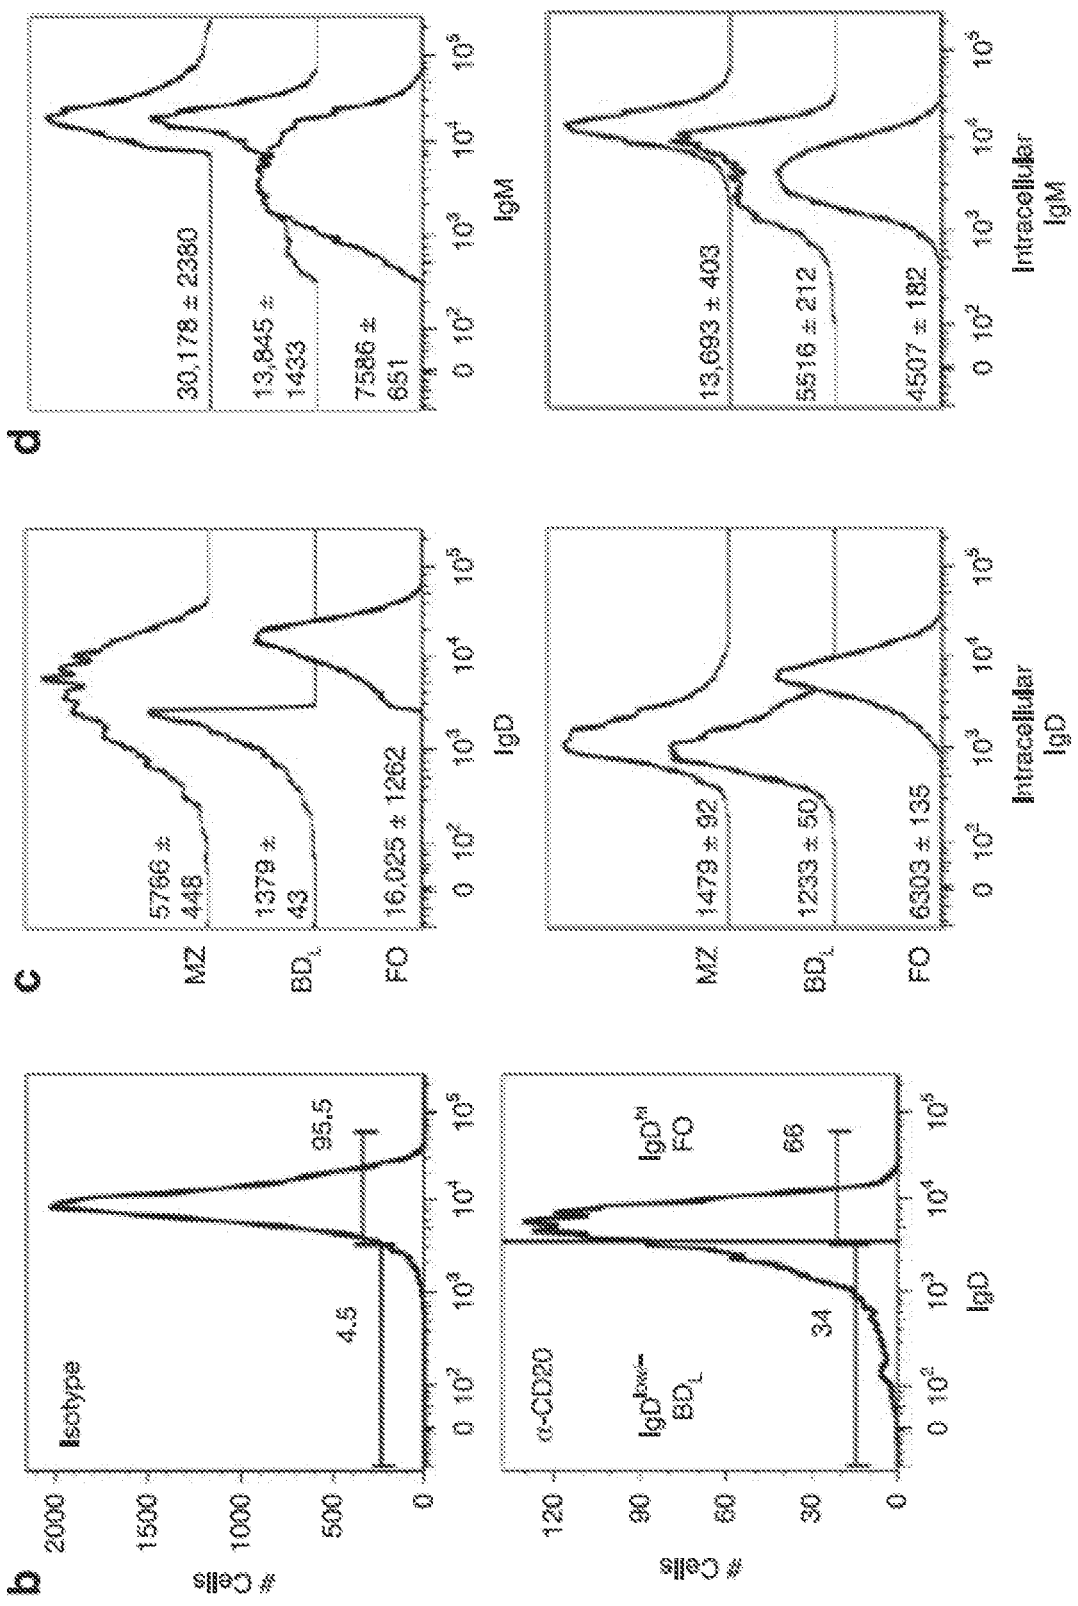 b
Isotype
4.5
95.5
# Cells
2000
1500
1000
500
0
0 10² 10³ 10⁴ 10⁵
α-CD20
IgD^low/–
BD_L
IgD^hi
FO
34
66
# Cells
120
90
60
30
0
0 10² 10³ 10⁴ 10⁵
IgD
c
MZ
BD_L
FO
5766 ±
448
1379 ±
43
16,025 ± 1262
0 10² 10³ 10⁴ 10⁵
IgD
MZ
BD_L
FO
1479 ± 92
1233 ± 50
6303 ± 135
0 10² 10³ 10⁴ 10⁵
Intracellular
IgD
d
30,178 ± 2380
13,845 ±
1433
7586 ±
651
0 10² 10³ 10⁴ 10⁵
IgM
13,693 ± 403
5516 ± 212
4507 ± 182
0 10² 10³ 10⁴ 10⁵
Intracellular
IgM